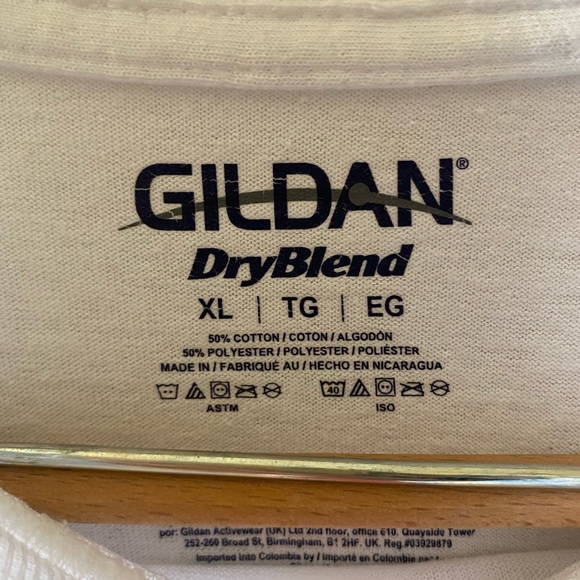 GILDAN®
DryBlend
XL | TG | EG
50% COTTON / COTON / ALGODÓN
50% POLYESTER / POLYESTER / POLIÉSTER
MADE IN / FABRIQUÉ AU / HECHO EN NICARAGUA
40
ASTM ISO
por: Gildan Activewear (UK) Ltd 2nd floor, office 610, Quayside Tower
252-260 Broad St, Birmingham, B1 2HF. UK. Reg.#03929879
Imported into Colombia by / Importé en Colombie par